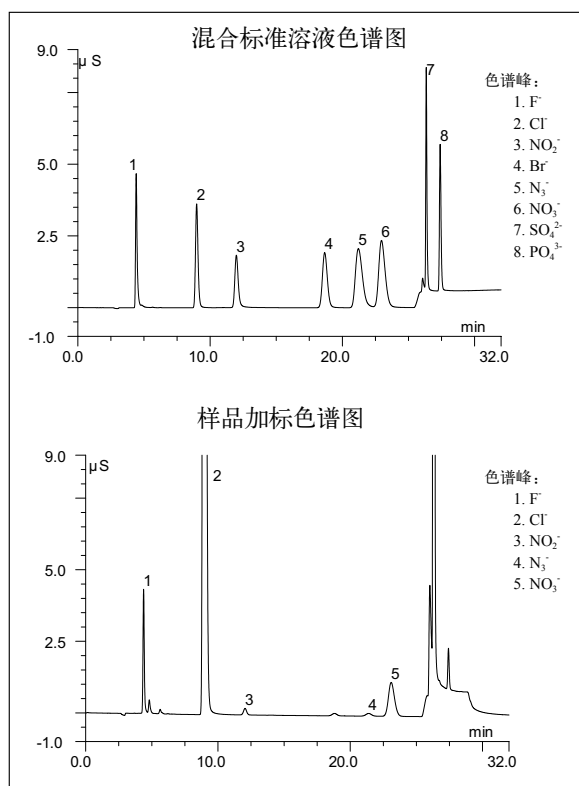 混合标准溶液色谱图
9.0
μS
5.0
2.5
-1.0
1
2
3
4
5
6
7
8
0.0
10.0
20.0
32.0
min
色谱峰：
1. F⁻
2. Cl⁻
3. NO₂⁻
4. Br⁻
5. N₃⁻
6. NO₃⁻
7. SO₄²⁻
8. PO₄³⁻
样品加标色谱图
9.0
μS
5.0
2.5
-1.0
1
2
3
4
5
0.0
10.0
20.0
32.0
min
色谱峰：
1. F⁻
2. Cl⁻
3. NO₂⁻
4. N₃⁻
5. NO₃⁻